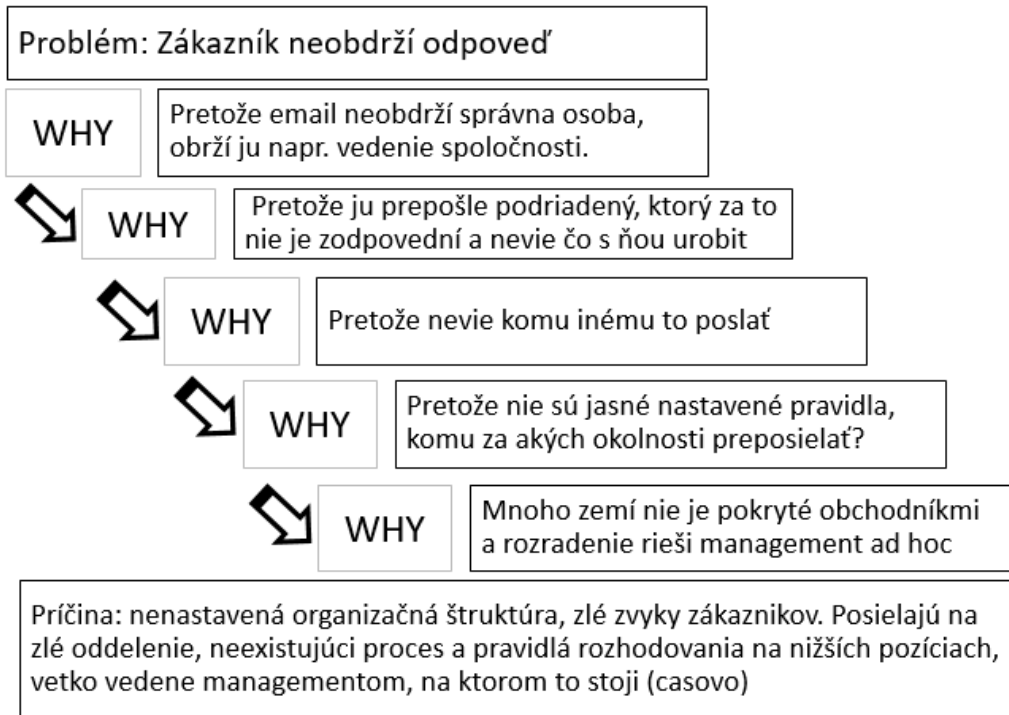 Problém: Zákazník neobdrží odpoveď
WHY
Pretože email neobdrží správna osoba,
obrží ju napr. vedenie spoločnosti.
WHY
Pretože ju prepošle podriadený, ktorý za to
nie je zodpovední a nevie čo s ňou urobit
WHY
Pretože nevie komu inému to poslať
WHY
Pretože nie sú jasné nastavené pravidla,
komu za akých okolnosti preposielať?
WHY
Mnoho zemí nie je pokryté obchodníkmi
a rozradenie rieši management ad hoc
Príčina: nenastavená organizačná štruktúra, zlé zvyky zákaznikov. Posielajú na
zlé oddelenie, neexistujúci proces a pravidlá rozhodovania na nižších pozíciach,
vetko vedene managementom, na ktorom to stoji (casovo)